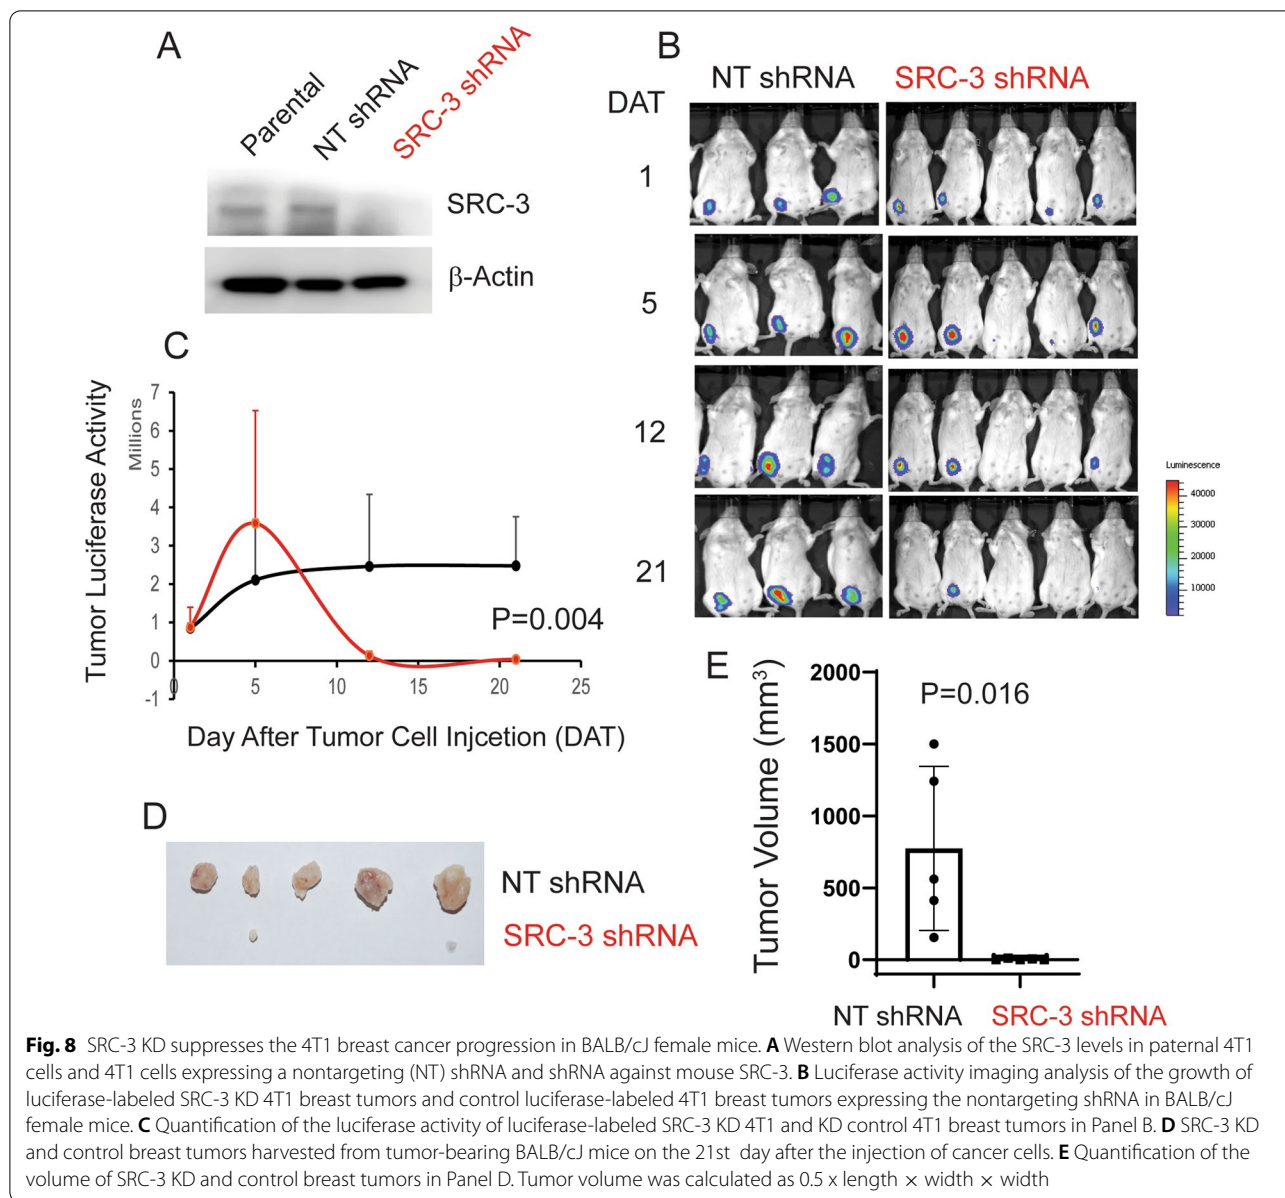 A
Parental
NT shRNA
SRC-3 shRNA
SRC-3
β-Actin
B
NT shRNA SRC-3 shRNA
DAT
1
5
12
21
Luminescence
40000
30000
20000
10000
C
Tumor Luciferase Activity
Millions
7
6
5
4
3
2
1
0
-1
0 5 10 15 20 25
P=0.004
Day After Tumor Cell Injcetion (DAT)
D
NT shRNA
SRC-3 shRNA
E
Tumor Volume (mm³)
2000
1500
1000
500
0
P=0.016
NT shRNA SRC-3 shRNA
Fig. 8 SRC-3 KD suppresses the 4T1 breast cancer progression in BALB/cJ female mice. A Western blot analysis of the SRC-3 levels in paternal 4T1
cells and 4T1 cells expressing a nontargeting (NT) shRNA and shRNA against mouse SRC-3. B Luciferase activity imaging analysis of the growth of
luciferase-labeled SRC-3 KD 4T1 breast tumors and control luciferase-labeled 4T1 breast tumors expressing the nontargeting shRNA in BALB/cJ
female mice. C Quantification of the luciferase activity of luciferase-labeled SRC-3 KD 4T1 and KD control 4T1 breast tumors in Panel B. D SRC-3 KD
and control breast tumors harvested from tumor-bearing BALB/cJ mice on the 21st day after the injection of cancer cells. E Quantification of the
volume of SRC-3 KD and control breast tumors in Panel D. Tumor volume was calculated as 0.5 x length × width × width